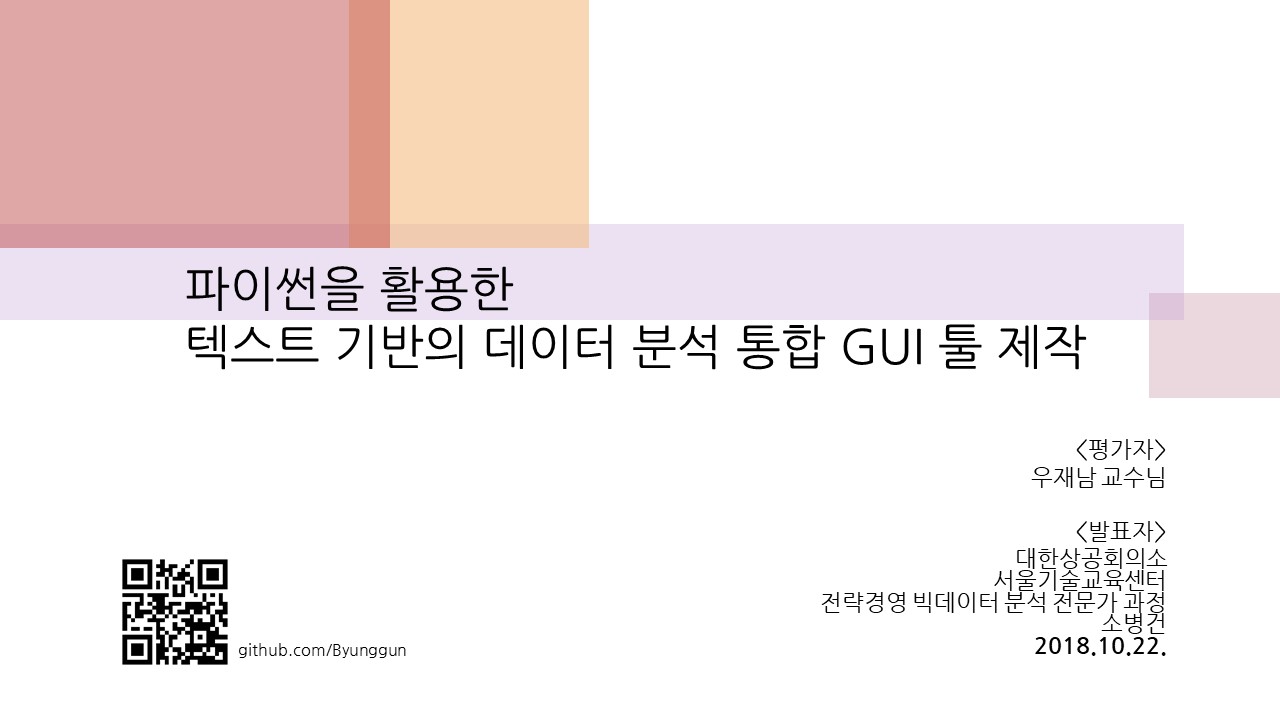 파이썬을 활용한
텍스트 기반의 데이터 분석 통합 GUI 툴 제작
<평가자>
우재남 교수님
<발표자>
대한상공회의소
서울기술교육센터
전략경영 빅데이터 분석 전문가 과정
소병건
2018.10.22.
github.com/Byunggun